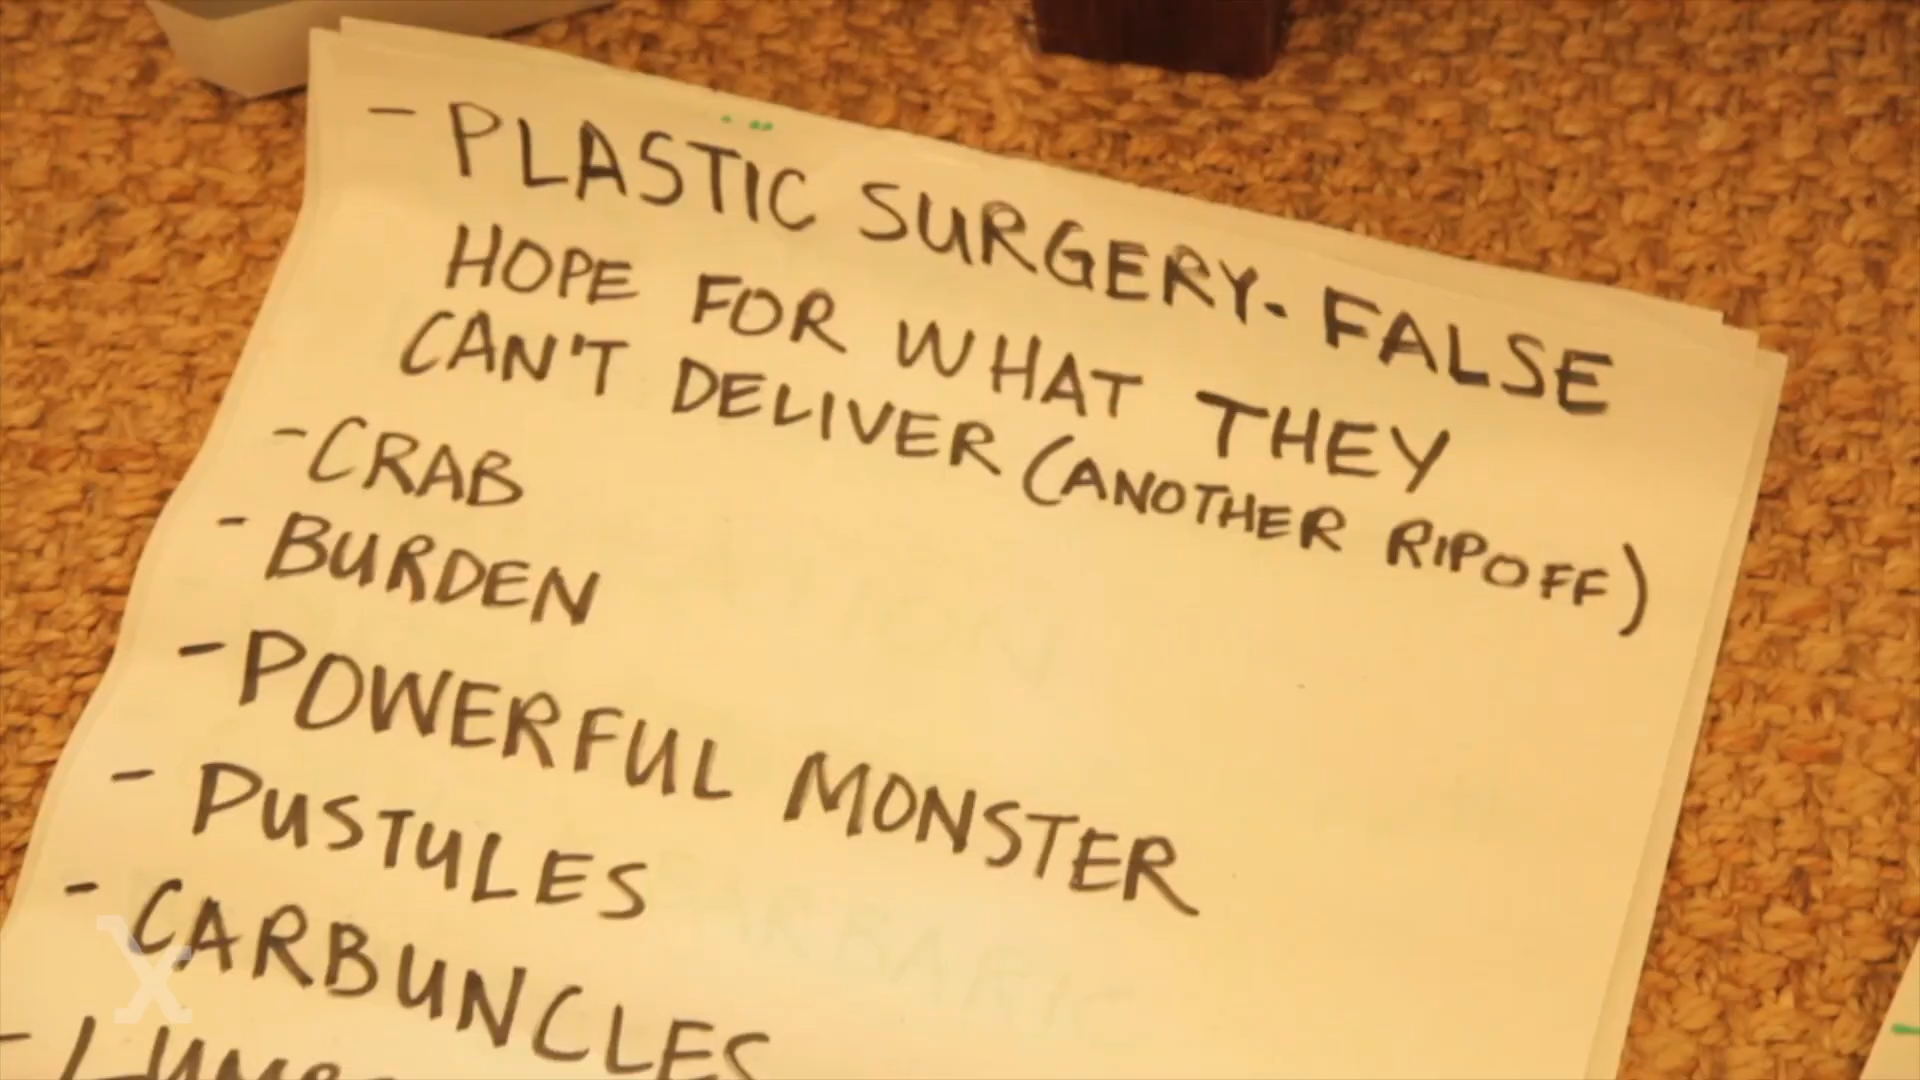 - PLASTIC SURGERY. FALSE
HOPE FOR WHAT THEY
CAN'T DELIVER (ANOTHER RIPOFF)
- CRAB
- BURDEN
- POWERFUL MONSTER
- PUSTULES
- CARBUNCLES